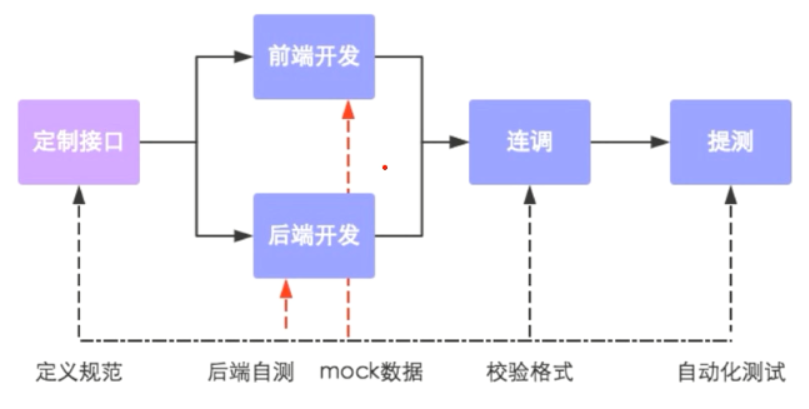 前端开发
定制接口
连调
提测
后端开发
定义规范
后端自测
mock数据
校验格式
自动化测试